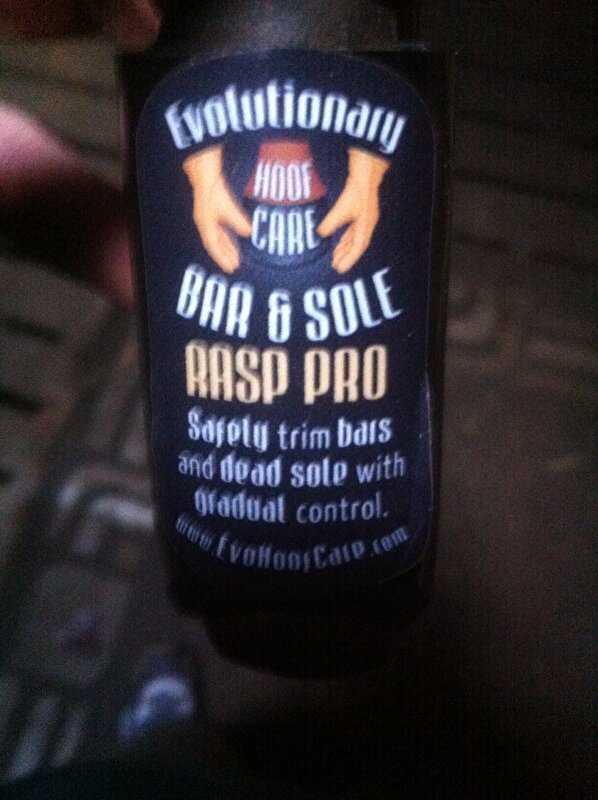 Evolutionary
HOOF
CARE
BAR & SOLE
RASP PRO
Safely trim bars
and dead sole with
gradual control.
www.EvoHoofCare.com